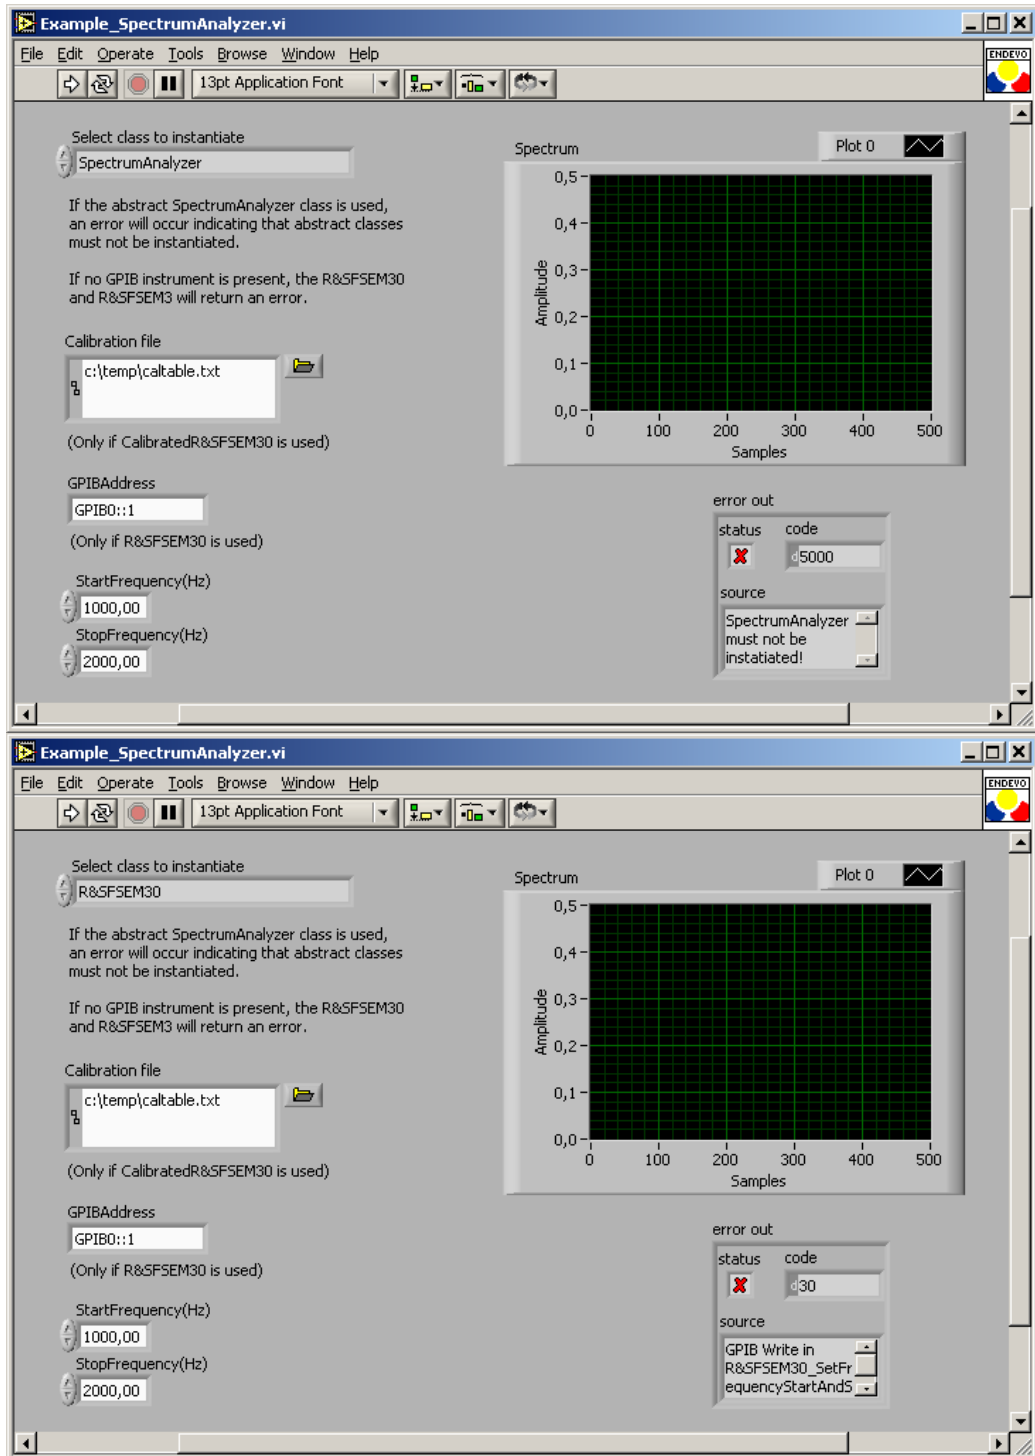 Example_SpectrumAnalyzer.vi
File Edit Operate Tools Browse Window Help
13pt Application Font
ENDEVO
Select class to instantiate
SpectrumAnalyzer
If the abstract SpectrumAnalyzer class is used,
an error will occur indicating that abstract classes
must not be instantiated.
If no GPIB instrument is present, the R&SFSEM30
and R&SFSEM3 will return an error.
Calibration file
c:\temp\caltable.txt
(Only if CalibratedR&SFSEM30 is used)
GPIBAddress
GPIB0::1
(Only if R&SFSEM30 is used)
StartFrequency(Hz)
1000,00
StopFrequency(Hz)
2000,00
Spectrum
Plot 0
Amplitude
0,5
0,4
0,3
0,2
0,1
0,0
0 100 200 300 400 500
Samples
error out
status code
d 5000
source
SpectrumAnalyzer
must not be
instatiated!
Example_SpectrumAnalyzer.vi
File Edit Operate Tools Browse Window Help
13pt Application Font
ENDEVO
Select class to instantiate
R&SFSEM30
If the abstract SpectrumAnalyzer class is used,
an error will occur indicating that abstract classes
must not be instantiated.
If no GPIB instrument is present, the R&SFSEM30
and R&SFSEM3 will return an error.
Calibration file
c:\temp\caltable.txt
(Only if CalibratedR&SFSEM30 is used)
GPIBAddress
GPIB0::1
(Only if R&SFSEM30 is used)
StartFrequency(Hz)
1000,00
StopFrequency(Hz)
2000,00
Spectrum
Plot 0
Amplitude
0,5
0,4
0,3
0,2
0,1
0,0
0 100 200 300 400 500
Samples
error out
status code
d 30
source
GPIB Write in
R&SFSEM30_SetFr
equencyStartAndS